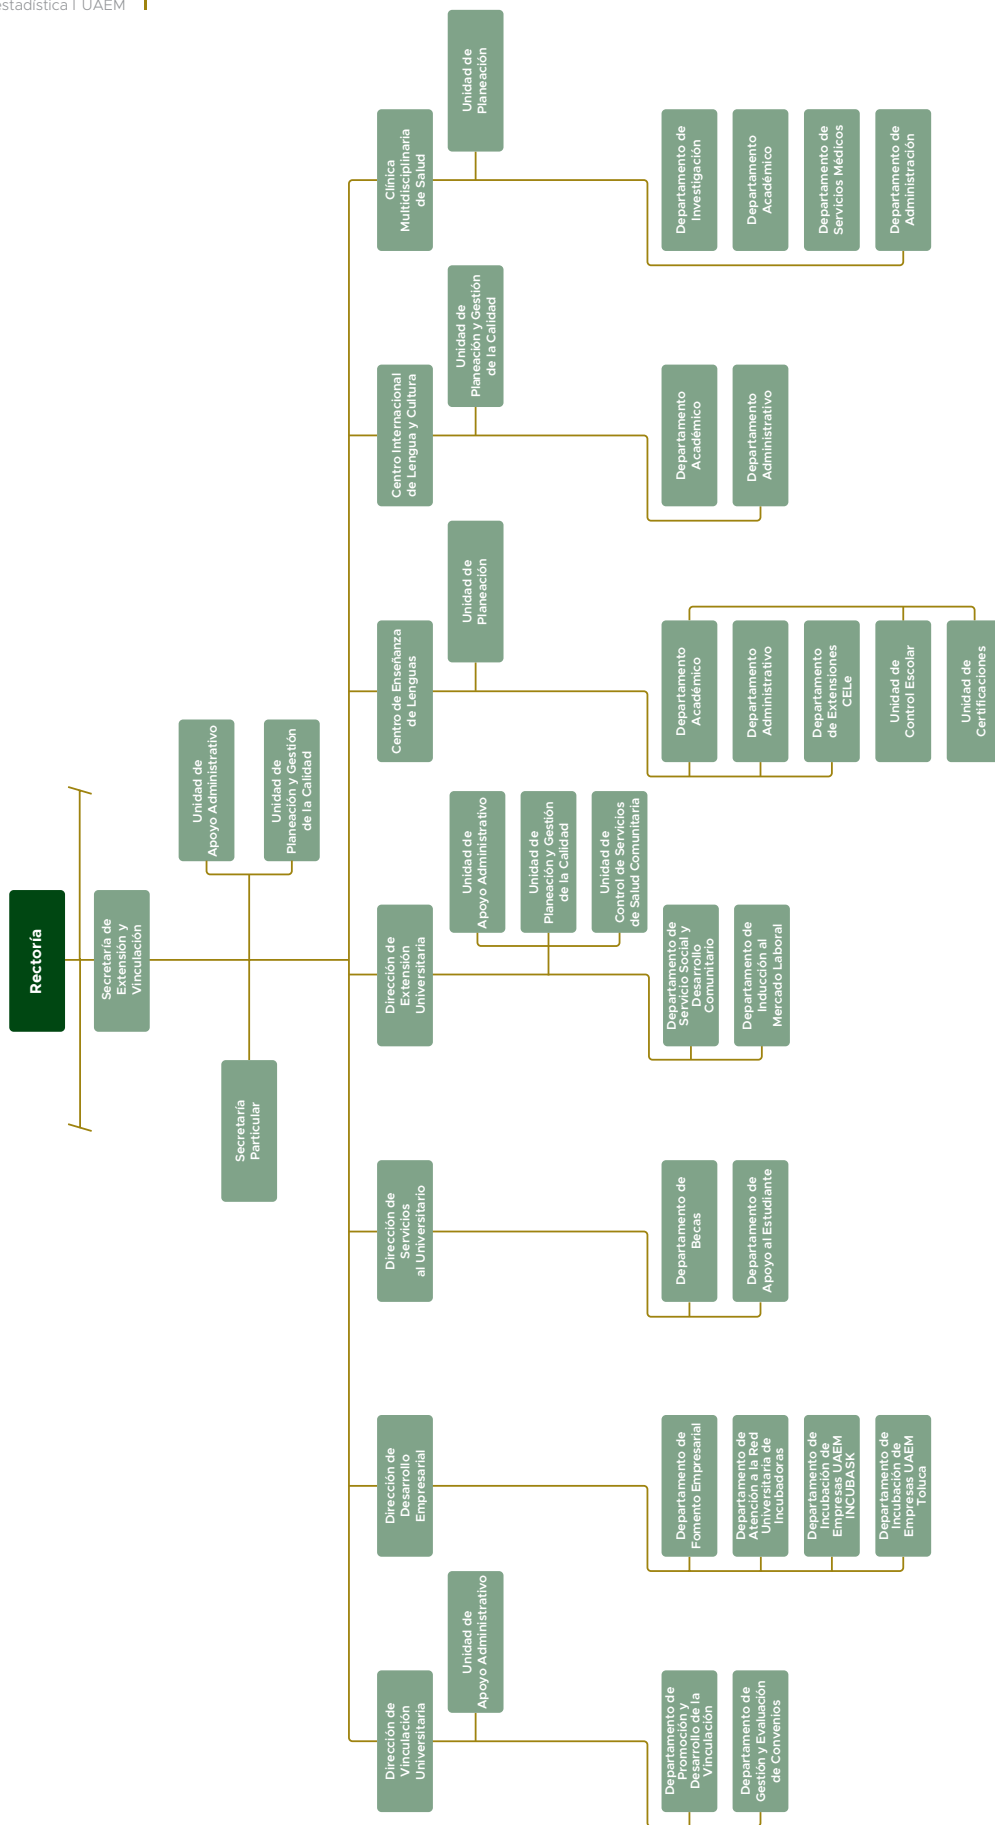 estadística | UAEM
Rectoría
Secretaría de
Extensión y
Vinculación
Secretaría
Particular
Unidad de
Apoyo Administrativo
Unidad de
Planeación y Gestión
de la Calidad
Dirección de
Vinculación
Universitaria
Unidad de
Apoyo Administrativo
Departamento de
Promoción y
Desarrollo de la
Vinculación
Departamento de
Gestión y Evaluación
de Convenios
Dirección de
Desarrollo
Empresarial
Departamento de
Fomento Empresarial
Departamento de
Atención a la Red
Universitaria de
Incubadoras
Departamento de
Incubación de
Empresas UAEM
INCUBASK
Departamento de
Incubación de
Empresas UAEM
Toluca
Dirección de
Servicios
al Universitario
Departamento de
Becas
Departamento de
Apoyo al Estudiante
Dirección de
Extensión
Universitaria
Unidad de
Apoyo Administrativo
Unidad de
Planeación y Gestión
de la Calidad
Unidad de
Control de Servicios
de Salud Comunitaria
Departamento de
Servicio Social y
Desarrollo
Comunitario
Departamento de
Inducción al
Mercado Laboral
Centro de Enseñanza
de Lenguas
Unidad de
Planeación
Departamento
Académico
Departamento
Administrativo
Departamento
de Extensiones
CELe
Unidad de
Control Escolar
Unidad de
Certificaciones
Centro Internacional
de Lengua y Cultura
Unidad de
Planeación y Gestión
de la Calidad
Departamento
Académico
Departamento
Administrativo
Clínica
Multidisciplinaria
de Salud
Unidad de
Planeación
Departamento de
Investigación
Departamento
Académico
Departamento de
Servicios Médicos
Departamento de
Administración